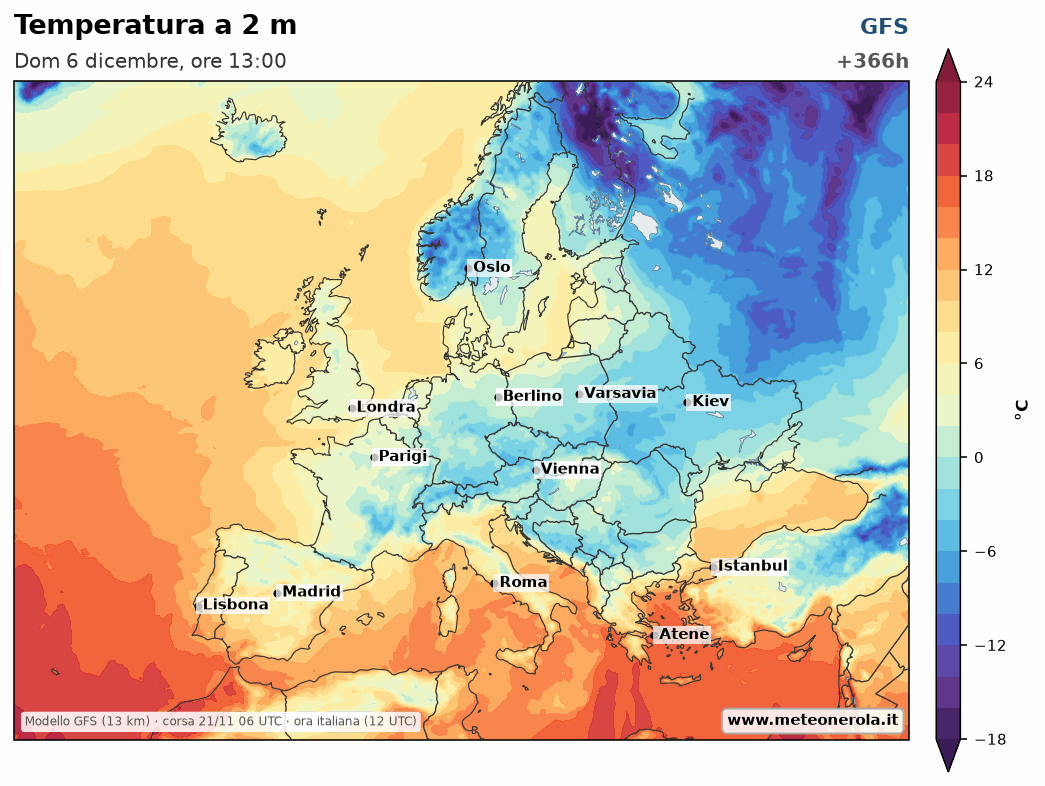 Temperatura a 2 m
GFS
Dom 6 dicembre, ore 13:00
+366h
24
18
12
6
0
−6
−12
−18
°C
Oslo
Berlino
Varsavia
Kiev
Londra
Parigi
Vienna
Istanbul
Roma
Madrid
Lisbona
Atene
Modello GFS (13 km) · corsa 21/11 06 UTC · ora italiana (12 UTC)
www.meteonerola.it